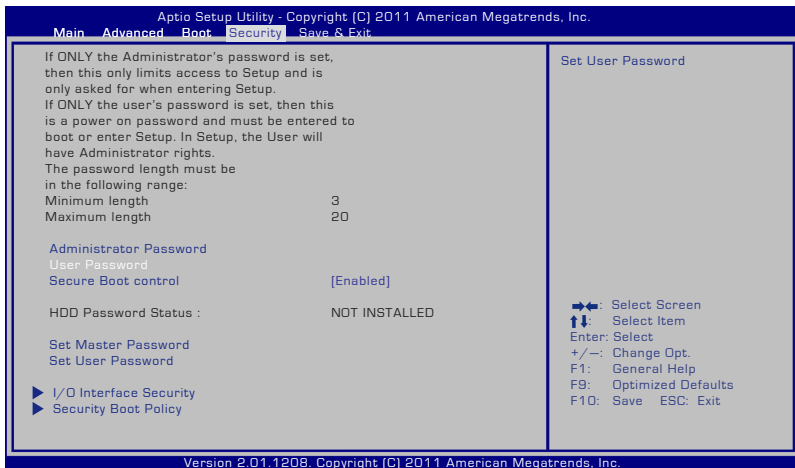 Aptio Setup Utility - Copyright (C) 2011 American Megatrends, Inc.
Main Advanced Boot Security Save & Exit
If ONLY the Administrator's password is set,
then this only limits access to Setup and is
only asked for when entering Setup.
If ONLY the user's password is set, then this
is a power on password and must be entered to
boot or enter Setup. In Setup, the User will
have Administrator rights.
The password length must be
in the following range:
Minimum length 3
Maximum length 20
Administrator Password
User Password
Secure Boot control [Enabled]
HDD Password Status : NOT INSTALLED
Set Master Password
Set User Password
I/O Interface Security
Security Boot Policy
Set User Password
: Select Screen
: Select Item
Enter: Select
+/—: Change Opt.
F1: General Help
F9: Optimized Defaults
F10: Save ESC: Exit
Version 2.01.1208. Copyright (C) 2011 American Megatrends, Inc.